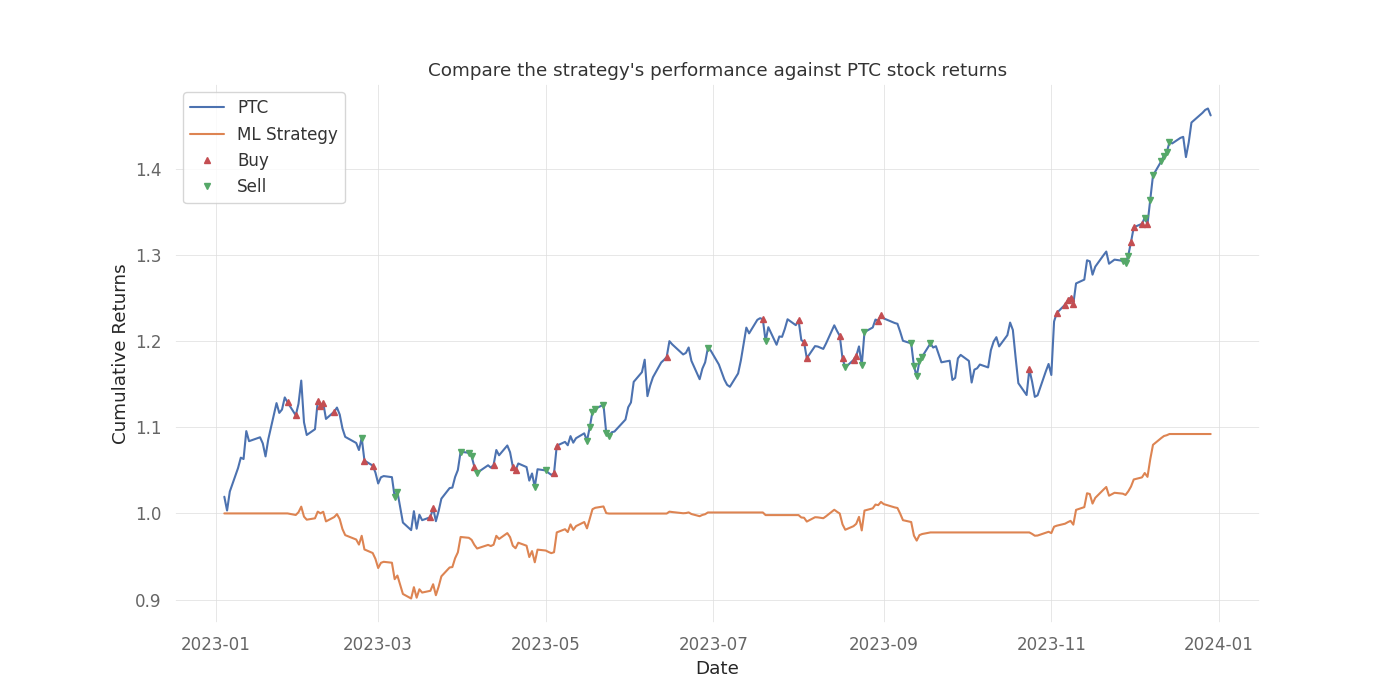 Compare the strategy's performance against PTC stock returns
PTC
ML Strategy
Buy
Sell
Cumulative Returns
1.4
1.3
1.2
1.1
1.0
0.9
2023-01 2023-03 2023-05 2023-07 2023-09 2023-11 2024-01
Date